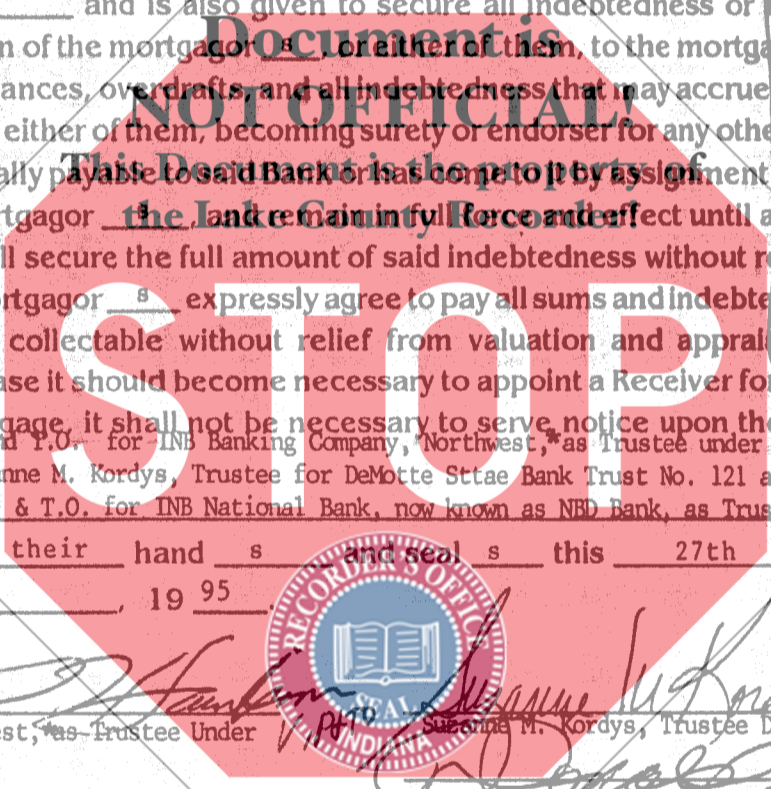 and is also given to secure all indebtedness or
Document is
n of the mortgagor s , or either of them, to the mortga
ances, overdrafts, and all indebtedness that may accrue
NOT OFFICIAL!
either of them, becoming surety or endorser for any othe
This Document is the property of
ally payable to said Bank or has come to it by assignment
the Lake County Recorder!
tgagor s , and remain in full force and effect until a
ll secure the full amount of said indebtedness without r
rtgagor s expressly agree to pay all sums and indebte
STOP
collectable without relief from valuation and apprai
ase it should become necessary to appoint a Receiver fo
gage, it shall not be necessary to serve notice upon th
d T.O. for INB Banking Company, Northwest,* as Trustee under
nne M. Kordys, Trustee for DeMotte Sttae Bank Trust No. 121 a
& T.O. for INB National Bank, now known as NBD Bank, as Trus
their hand s and seal s this 27th
, 19 95 .
RECORDER'S OFFICE
SEAL
INDIANA
est,*as Trustee Under
Suzanne M. Kordys, Trustee D